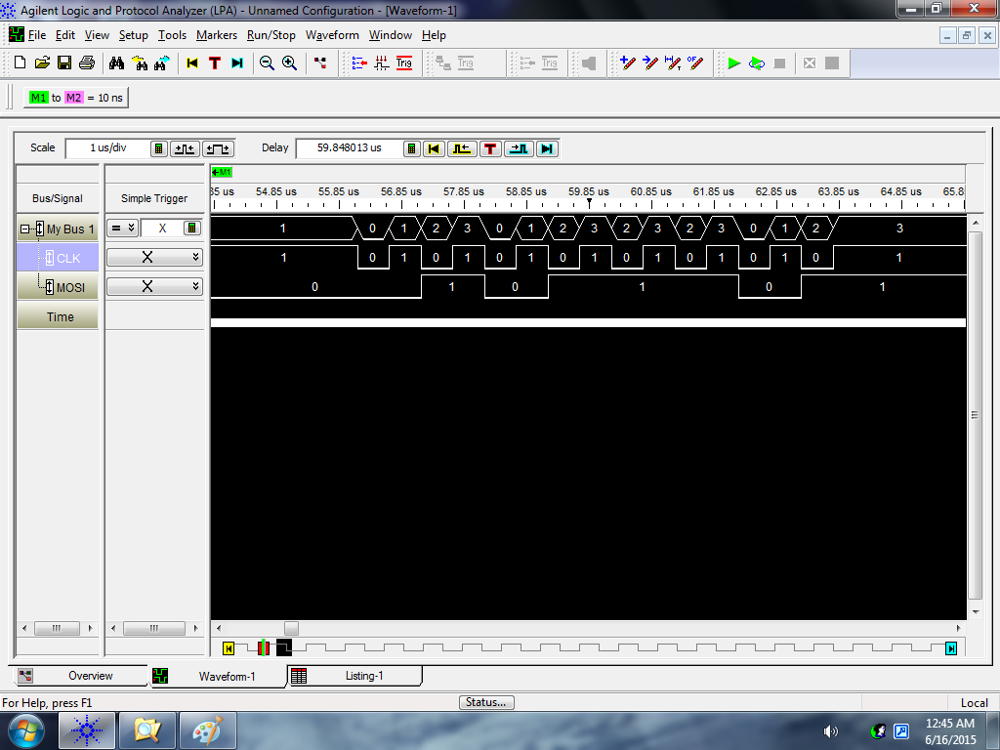 Agilent Logic and Protocol Analyzer (LPA) - Unnamed Configuration - [Waveform-1]
File Edit View Setup Tools Markers Run/Stop Waveform Window Help
T Trig Trig Trig
M1 to M2 = 10 ns
Scale 1 us/div Delay 59.848013 us T
M1
Bus/Signal Simple Trigger 85 us 54.85 us 55.85 us 56.85 us 57.85 us 58.85 us 59.85 us 60.85 us 61.85 us 62.85 us 63.85 us 64.85 us 65.8
My Bus 1 = X 1 0 1 2 3 0 1 2 3 2 3 2 3 0 1 2 3
CLK X 1 0 1 0 1 0 1 0 1 0 1 0 1 0 1 0 1
MOSI X 0 1 0 1 0 1
Time
Overview Waveform-1 Listing-1
For Help, press F1 Status... Local
12:45 AM
6/16/2015